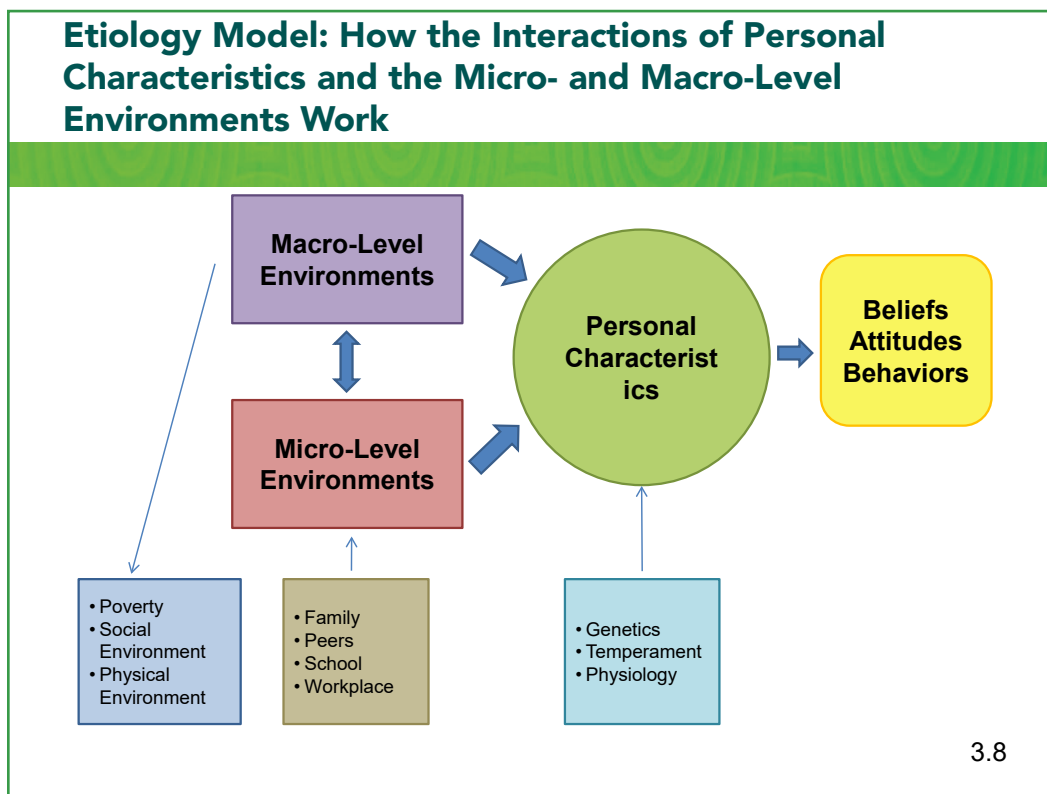 Etiology Model: How the Interactions of Personal
Characteristics and the Micro- and Macro-Level
Environments Work
Macro-Level
Environments
Personal
Characterist
ics
Beliefs
Attitudes
Behaviors
Micro-Level
Environments
• Poverty
• Social
Environment
• Physical
Environment
• Family
• Peers
• School
• Workplace
• Genetics
• Temperament
• Physiology
3.8